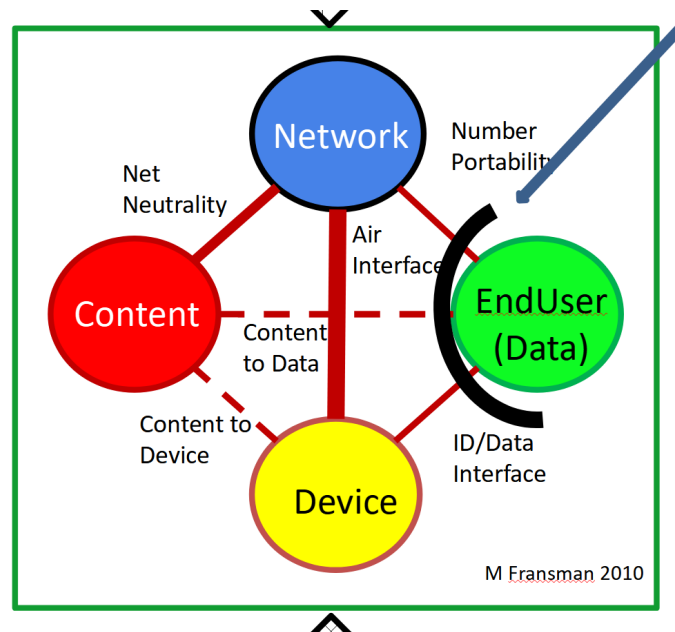 Network
Number
Portability
Net
Neutrality
Air
Interface
Content
EndUser
(Data)
Content
to Data
Content to
Device
ID/Data
Interface
Device
M Fransman 2010